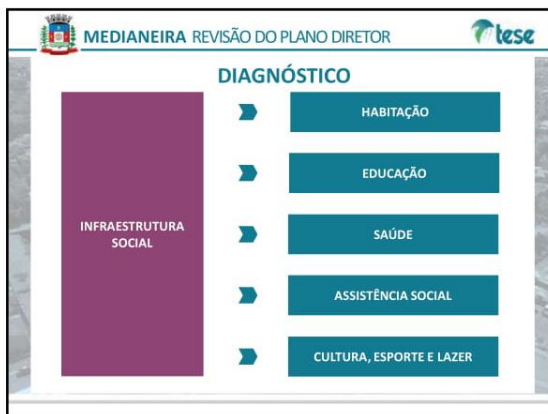 MEDIANEIRA REVISÃO DO PLANO DIRETOR
tese
DIAGNÓSTICO
INFRAESTRUTURA
SOCIAL
HABITAÇÃO
EDUCAÇÃO
SAÚDE
ASSISTÊNCIA SOCIAL
CULTURA, ESPORTE E LAZER